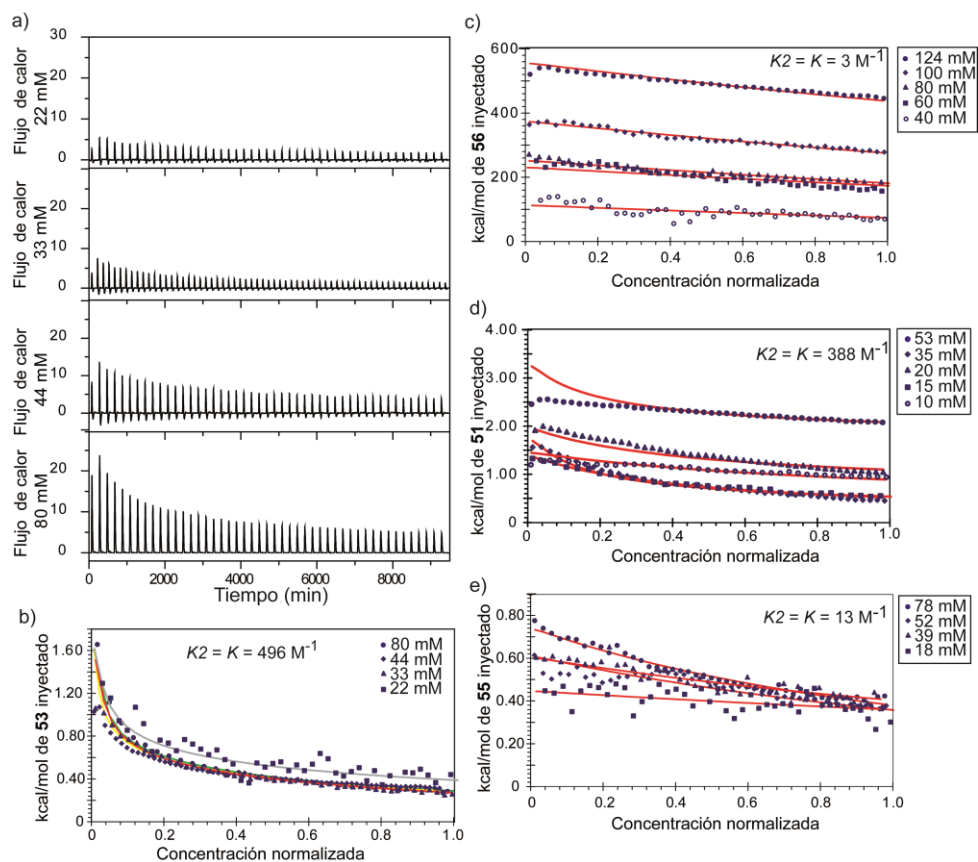 a)
30
20
10
0
Flujo de calor
22 mM
30
20
10
0
Flujo de calor
33 mM
20
10
0
Flujo de calor
44 mM
20
10
0
Flujo de calor
80 mM
0 2000 4000 6000 8000
Tiempo (min)
b)
K2 = K = 496 M-1
80 mM
44 mM
33 mM
22 mM
1.60
1.20
0.80
0.40
0
kcal/mol de 53 inyectado
0 0.2 0.4 0.6 0.8 1.0
Concentración normalizada
c)
K2 = K = 3 M-1
124 mM
100 mM
80 mM
60 mM
40 mM
600
400
200
0
kcal/mol de 56 inyectado
0 0.2 0.4 0.6 0.8 1.0
Concentración normalizada
d)
K2 = K = 388 M-1
53 mM
35 mM
20 mM
15 mM
10 mM
4.00
3.00
2.00
1.00
0.00
kcal/mol de 51 inyectado
0 0.2 0.4 0.6 0.8 1.0
Concentración normalizada
e)
K2 = K = 13 M-1
78 mM
52 mM
39 mM
18 mM
0.80
0.60
0.40
0.20
0
kcal/mol de 55 inyectado
0 0.2 0.4 0.6 0.8 1.0
Concentración normalizada